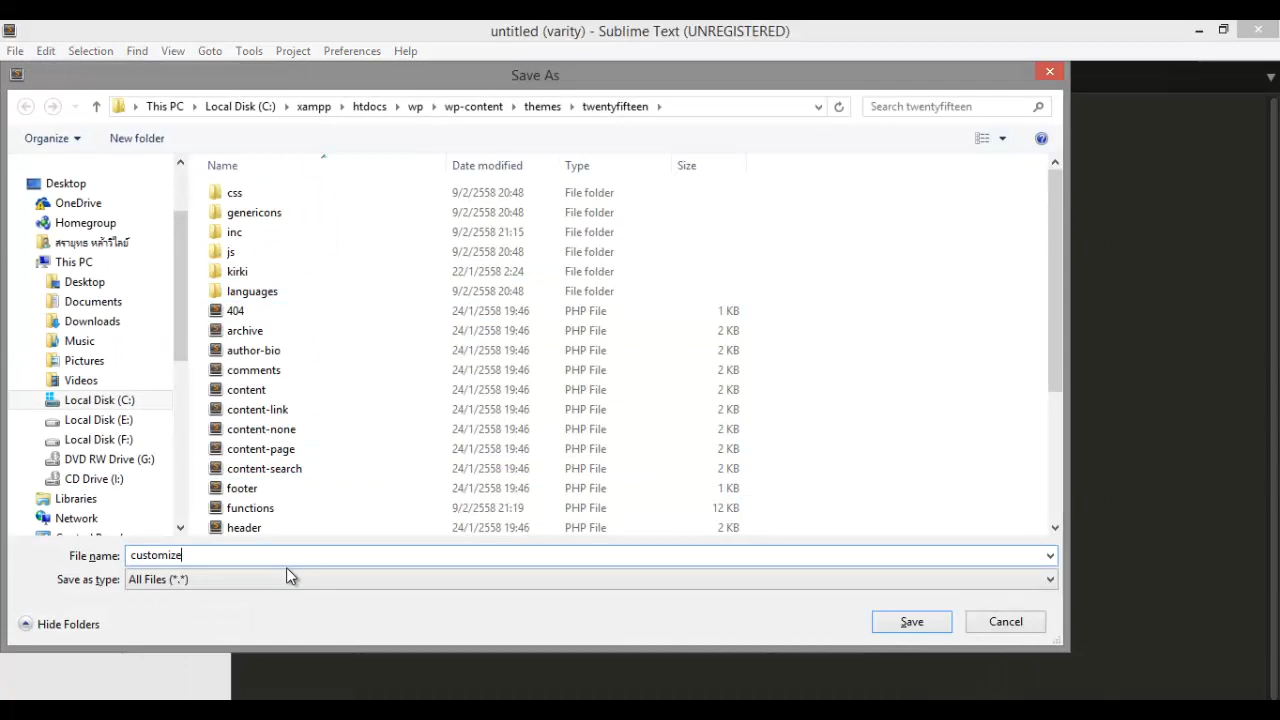 untitled (varity) - Sublime Text (UNREGISTERED)
File Edit Selection Find View Goto Tools Project Preferences Help
Save As
This PC Local Disk (C:) xampp htdocs wp wp-content themes twentyfifteen Search twentyfifteen
Organize New folder
Name Date modified Type Size
Desktop
OneDrive
Homegroup
สรายุทธ หล้าวิไลย์
This PC
Desktop
Documents
Downloads
Music
Pictures
Videos
Local Disk (C:)
Local Disk (E:)
Local Disk (F:)
DVD RW Drive (G:)
CD Drive (I:)
Libraries
Network
css 9/2/2558 20:48 File folder
genericons 9/2/2558 20:48 File folder
inc 9/2/2558 21:15 File folder
js 9/2/2558 20:48 File folder
kirki 22/1/2558 2:24 File folder
languages 9/2/2558 20:48 File folder
404 24/1/2558 19:46 PHP File 1 KB
archive 24/1/2558 19:46 PHP File 2 KB
author-bio 24/1/2558 19:46 PHP File 2 KB
comments 24/1/2558 19:46 PHP File 2 KB
content 24/1/2558 19:46 PHP File 2 KB
content-link 24/1/2558 19:46 PHP File 2 KB
content-none 24/1/2558 19:46 PHP File 2 KB
content-page 24/1/2558 19:46 PHP File 2 KB
content-search 24/1/2558 19:46 PHP File 2 KB
footer 24/1/2558 19:46 PHP File 1 KB
functions 9/2/2558 21:19 PHP File 12 KB
header 24/1/2558 19:46 PHP File 2 KB
File name: customize
Save as type: All Files (*.*)
Hide Folders Save Cancel